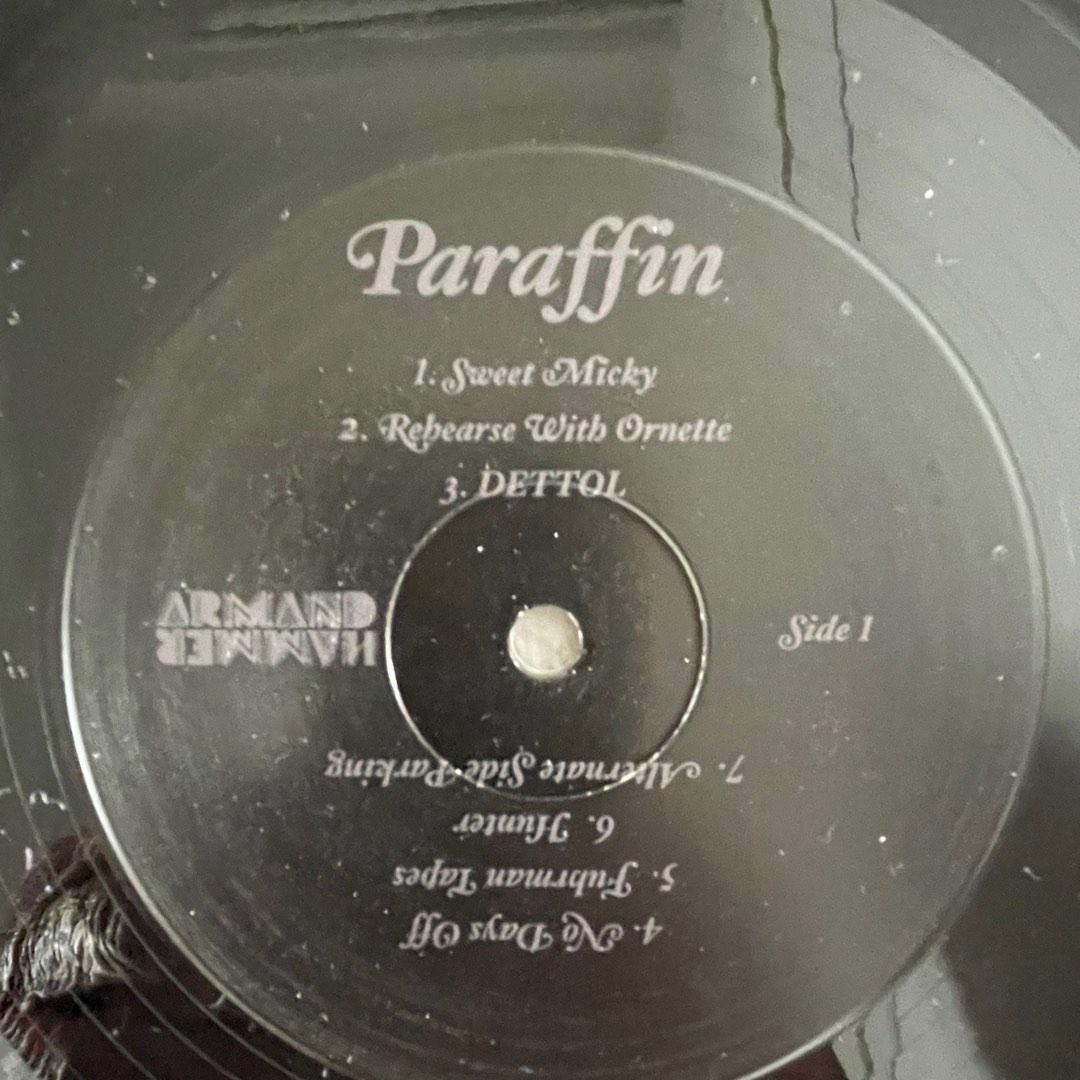 Paraffin
1. Sweet Micky
2. Rehearse With Ornette
3. DETTOL
ARMAND
HAMMER
Side 1
4. No Days Off
5. Fuhrman Tapes
6. Hunter
7. Alternate Side Parking